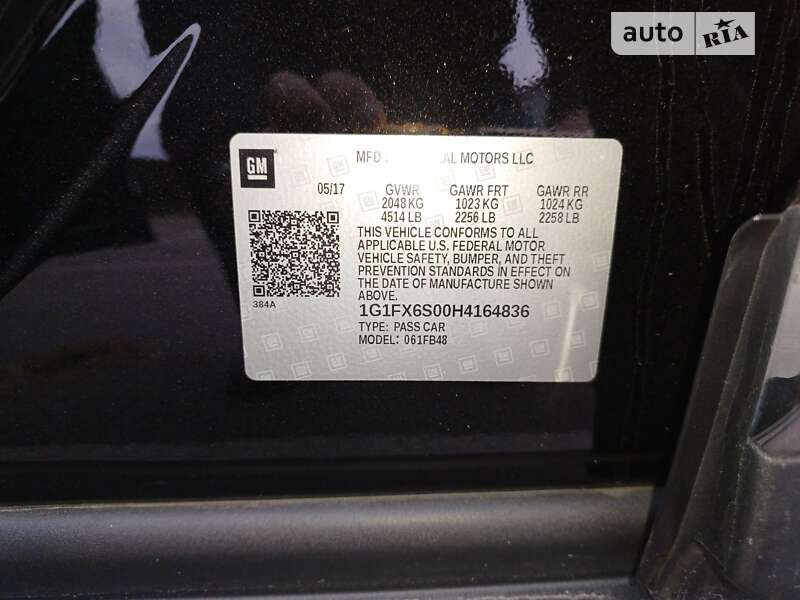 auto RIA
GM
MFD AL MOTORS LLC
05/17 GVWR GAWR FRT GAWR RR
2048 KG 1023 KG 1024 KG
4514 LB 2256 LB 2258 LB
THIS VEHICLE CONFORMS TO ALL
APPLICABLE U.S. FEDERAL MOTOR
VEHICLE SAFETY, BUMPER, AND THEFT
PREVENTION STANDARDS IN EFFECT ON
THE DATE OF MANUFACTURE SHOWN
ABOVE.
384A
1G1FX6S00H4164836
TYPE: PASS CAR
MODEL: 061FB48